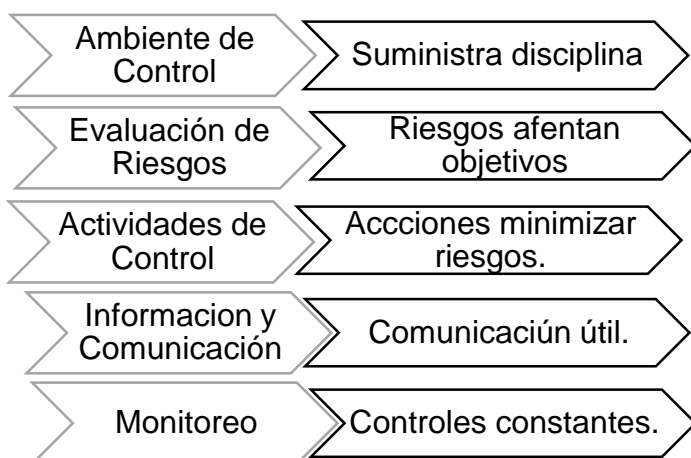 Ambiente de
Control
Suministra disciplina
Evaluación de
Riesgos
Riesgos afentan
objetivos
Actividades de
Control
Accciones minimizar
riesgos.
Informacion y
Comunicación
Comunicaciún útil.
Monitoreo
Controles constantes.